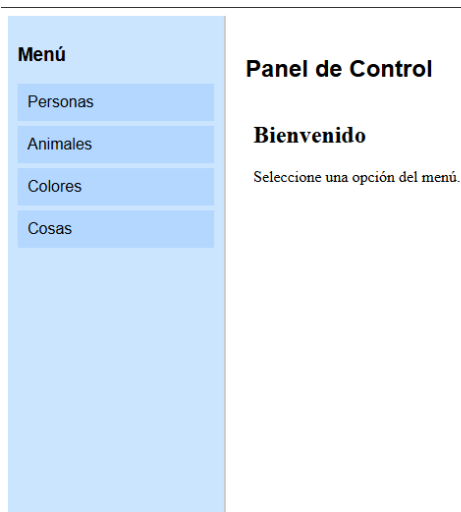 Menú
Personas
Animales
Colores
Cosas
Panel de Control
Bienvenido
Seleccione una opción del menú.